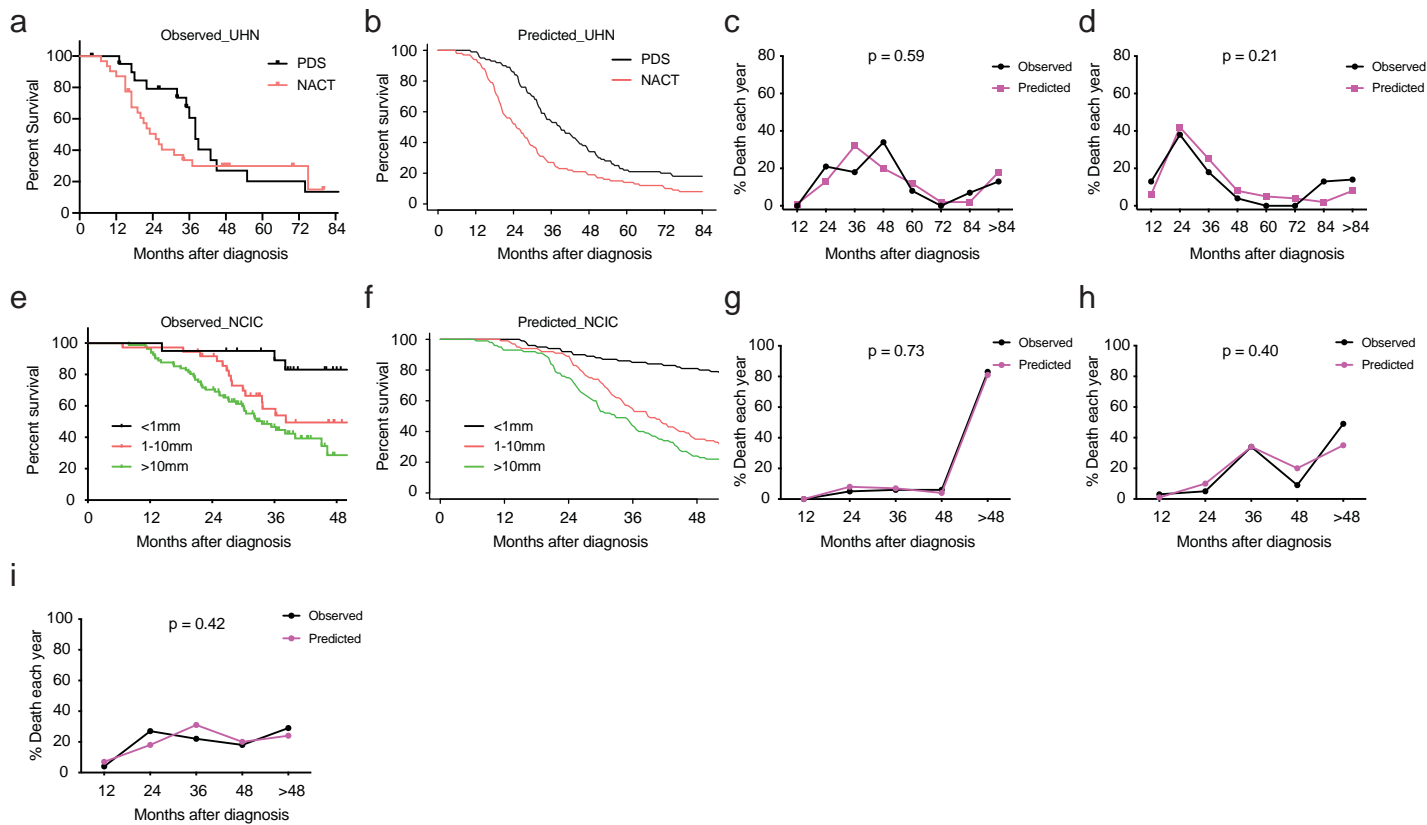 a
Observed_UHN
100
80
60
40
20
0
Percent Survival
PDS
NACT
0 12 24 36 48 60 72 84
Months after diagnosis
b
Predicted_UHN
100
80
60
40
20
0
Percent survival
PDS
NACT
0 12 24 36 48 60 72 84
Months after diagnosis
c
p = 0.59
80
60
40
20
0
% Death each year
Observed
Predicted
12 24 36 48 60 72 84 >84
Months after diagnosis
d
p = 0.21
80
60
40
20
0
% Death each year
Observed
Predicted
12 24 36 48 60 72 84 >84
Months after diagnosis
e
Observed_NCIC
100
80
60
40
20
0
Percent survival
<1mm
1-10mm
>10mm
0 12 24 36 48
Months after diagnosis
f
Predicted_NCIC
100
80
60
40
20
0
Percent survival
<1mm
1-10mm
>10mm
0 12 24 36 48
Months after diagnosis
g
p = 0.73
100
80
60
40
20
0
% Death each year
Observed
Predicted
12 24 36 48 >48
Months after diagnosis
h
p = 0.40
100
80
60
40
20
0
% Death each year
Observed
Predicted
12 24 36 48 >48
Months after diagnosis
i
p = 0.42
100
80
60
40
20
0
% Death each year
Observed
Predicted
12 24 36 48 >48
Months after diagnosis